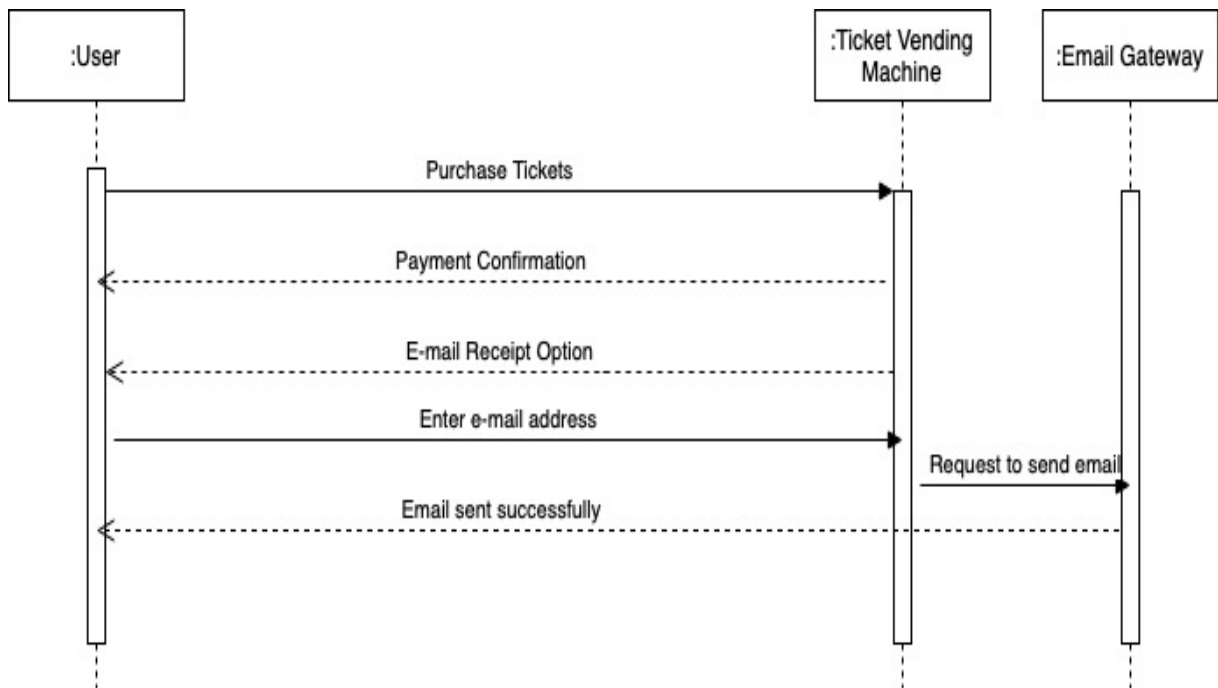 :User
:Ticket Vending
Machine
:Email Gateway
Purchase Tickets
Payment Confirmation
E-mail Receipt Option
Enter e-mail address
Request to send email
Email sent successfully